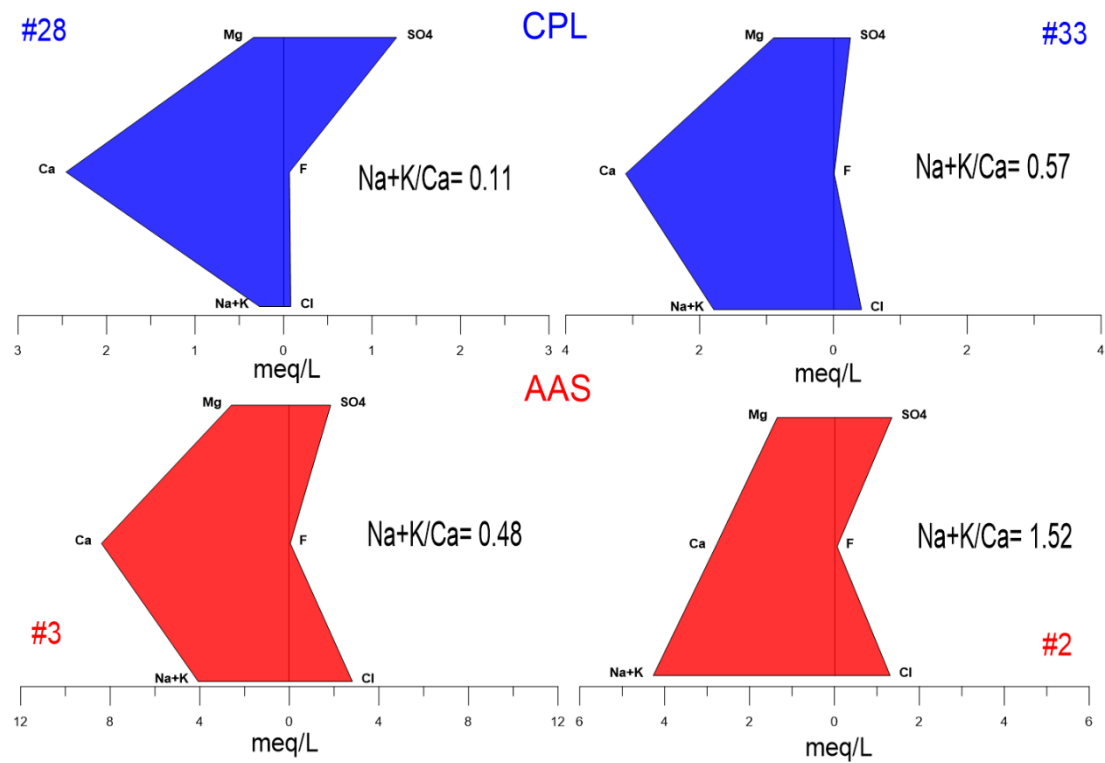 #28
CPL
#33
Mg
SO4
Ca
F
Na+K/Ca= 0.11
Na+K
Cl
3 2 1 0 1 2 3
meq/L
Mg
SO4
Ca
F
Na+K/Ca= 0.57
Na+K
Cl
4 2 0 2 4
meq/L
AAS
Mg
SO4
Ca
F
Na+K/Ca= 0.48
#3
Na+K
Cl
12 8 4 0 4 8 12
meq/L
Mg
SO4
Ca
F
Na+K/Ca= 1.52
#2
Na+K
Cl
6 4 2 0 2 4 6
meq/L